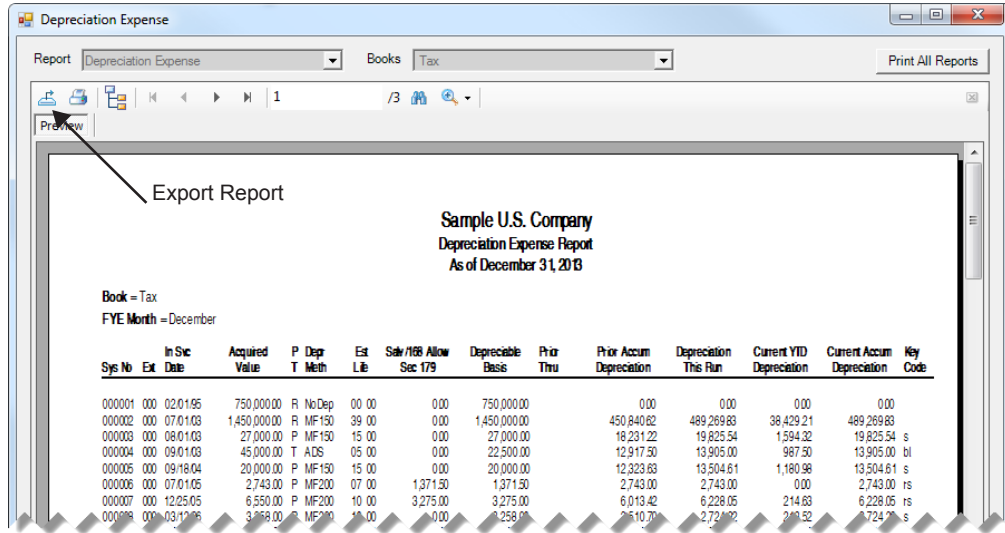 Depreciation Expense
Report Depreciation Expense Books Tax Print All Reports
1 /3
Preview
Export Report
Sample U.S. Company
Depreciation Expense Report
As of December 31, 2013
Book = Tax
FYE Month = December
In Svc Acquired P Depr Est Salv/168 Allow Depreciable Prior Prior Accum Depreciation Current YTD Current Accum Key
Sys No Ext Date Value T Meth Life Sec 179 Basis Thru Depreciation This Run Depreciation Depreciation Code
000001 000 02/01/95 750,000.00 R NoDep 00 00 0.00 750,000.00 0.00 0.00 0.00 0.00
000002 000 07/01/03 1,450,000.00 R MF150 39 00 0.00 1,450,000.00 450,840.62 489,269.83 38,429.21 489,269.83
000003 000 08/01/03 27,000.00 P MF150 15 00 0.00 27,000.00 18,231.22 19,825.54 1,594.32 19,825.54 s
000004 000 09/01/03 45,000.00 T ADS 05 00 0.00 22,500.00 12,917.50 13,905.00 987.50 13,905.00 bl
000005 000 09/18/04 20,000.00 P MF150 15 00 0.00 20,000.00 12,323.63 13,504.61 1,180.98 13,504.61 s
000006 000 07/01/05 2,743.00 P MF200 07 00 1,371.50 1,371.50 2,743.00 2,743.00 0.00 2,743.00 rs
000007 000 12/25/05 6,550.00 P MF200 10 00 3,275.00 3,275.00 6,013.42 6,228.05 214.63 6,228.05 rs
000 s